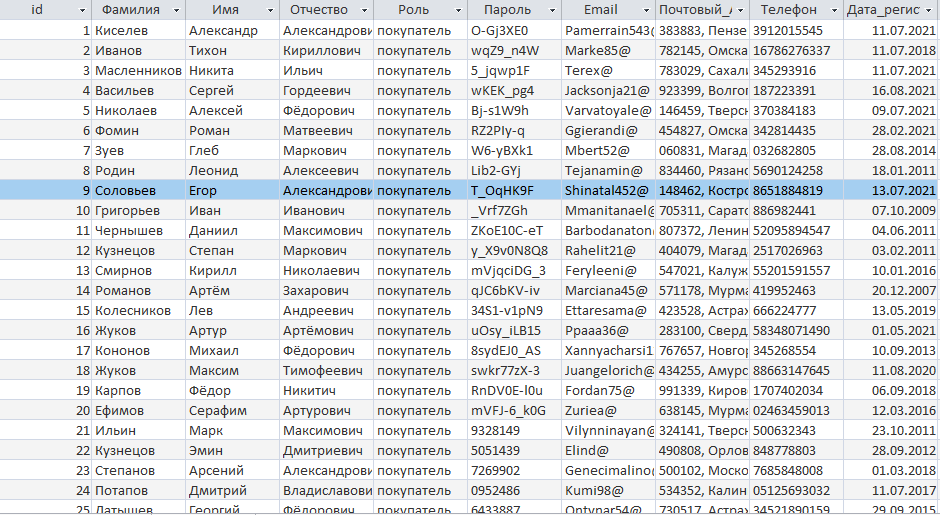 id Фамилия Имя Отчество Роль Пароль Email Почтовый_А Телефон Дата_регист
1 Киселев Александр Александрови покупатель O-Gj3XE0 Pamerrain543@ 383883, Пензе 3912015545 11.07.2021
2 Иванов Тихон Кириллович покупатель wqZ9_n4W Marke85@ 782145, Омска 16786276337 11.07.2018
3 Масленников Никита Ильич покупатель 5_jqwp1F Terex@ 783029, Сахали 345293916 11.07.2021
4 Васильев Сергей Гордеевич покупатель wKEK_pg4 Jacksonja21@ 923399, Волгог 187223391 16.08.2021
5 Николаев Алексей Фёдорович покупатель Bj-s1W9h Varvatoyale@ 146459, Тверск 370384183 09.07.2021
6 Фомин Роман Матвеевич покупатель RZ2PIy-q Ggierandi@ 454827, Омска 342814435 28.02.2021
7 Зуев Глеб Маркович покупатель W6-yBXk1 Mbert52@ 060831, Магад 032682805 28.08.2014
8 Родин Леонид Алексеевич покупатель Lib2-GYj Tejanamin@ 834460, Рязанс 5690124258 18.01.2011
9 Соловьев Егор Александрови покупатель T_OqHK9F Shinatal452@ 148462, Костро 8651884819 13.07.2021
10 Григорьев Иван Иванович покупатель _Vrf7ZGh Mmanitanael@ 705311, Сарато 886982441 07.10.2009
11 Чернышев Даниил Максимович покупатель ZKoE10C-eT Barbodanaton@ 807372, Ленин 52095894547 04.06.2011
12 Кузнецов Степан Маркович покупатель y_X9v0N8Q8 Rahelit21@ 404079, Магад 2517026963 03.02.2011
13 Смирнов Кирилл Николаевич покупатель mVjqciDG_3 Feryleeni@ 547021, Калуж 55201591557 10.01.2016
14 Романов Артём Захарович покупатель qJC6bKV-iv Marciana45@ 571178, Мурма 419952463 20.12.2007
15 Колесников Лев Андреевич покупатель 34S1-v1pN9 Ettaresama@ 423528, Астрах 666224777 13.05.2019
16 Жуков Артур Артёмович покупатель uOsy_iLB15 Ppaaa36@ 283100, Сверд 58348071490 01.05.2021
17 Кононов Михаил Фёдорович покупатель 8sydEJ0_AS Xannyacharsi1 767657, Новгор 345268554 10.09.2013
18 Жуков Максим Тимофеевич покупатель swkr77zX-3 Juangelorich@ 434255, Амурс 88663147645 11.08.2020
19 Карпов Фёдор Никитич покупатель RnDV0E-l0u Fordan75@ 991339, Киров 1707402034 06.09.2018
20 Ефимов Серафим Артурович покупатель mVFJ-6_k0G Zuriea@ 638145, Мурма 02463459013 12.03.2016
21 Ильин Марк Максимович покупатель 9328149 Vilynninayan@ 324141, Тверс 500632343 23.10.2011
22 Кузнецов Эмин Дмитриевич покупатель 5051439 Elind@ 490808, Орлов 848778803 28.09.2012
23 Степанов Арсений Александрови покупатель 7269902 Genecimalino@ 500102, Моско 7685848008 01.03.2018
24 Потапов Дмитрий Владиславови покупатель 0952486 Kumi98@ 534352, Калин 05125693032 11.07.2017
25 Латышев Георгий Фёдорович покупатель 6433887 Ontynar54@ 730517, Астрах 34521890159 29.09.2015